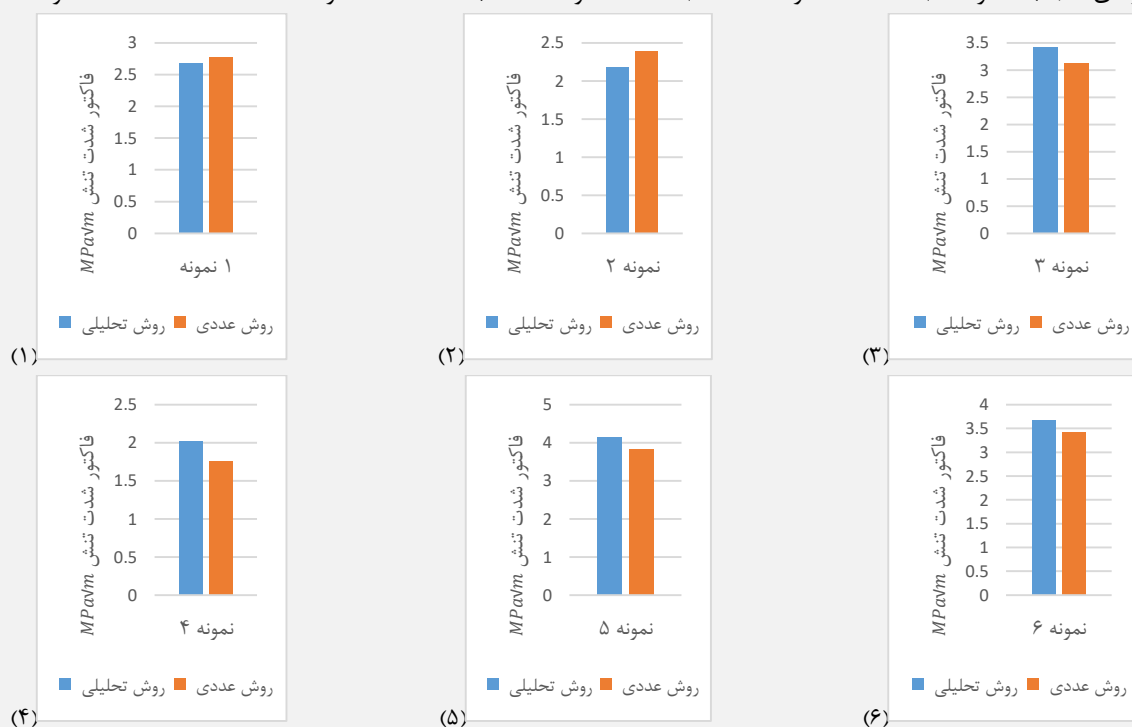 3
2.5
2
1.5
1
0.5
0
فاکتور شدت تنش MPa√m
۱ نمونه
روش تحلیلی روش عددی
(۱)
2.5
2
1.5
1
0.5
0
فاکتور شدت تنش MPa√m
نمونه ۲
روش تحلیلی روش عددی
(۲)
3.5
3
2.5
2
1.5
1
0.5
0
فاکتور شدت تنش MPa√m
نمونه ۳
روش تحلیلی روش عددی
(۳)
2.5
2
1.5
1
0.5
0
فاکتور شدت تنش MPa√m
نمونه ۴
روش تحلیلی روش عددی
(۴)
5
4
3
2
1
0
فاکتور شدت تنش MPa√m
نمونه ۵
روش تحلیلی روش عددی
(۵)
4
3.5
3
2.5
2
1.5
1
0.5
0
فاکتور شدت تنش MPa√m
نمونه ۶
روش تحلیلی روش عددی
(۶)